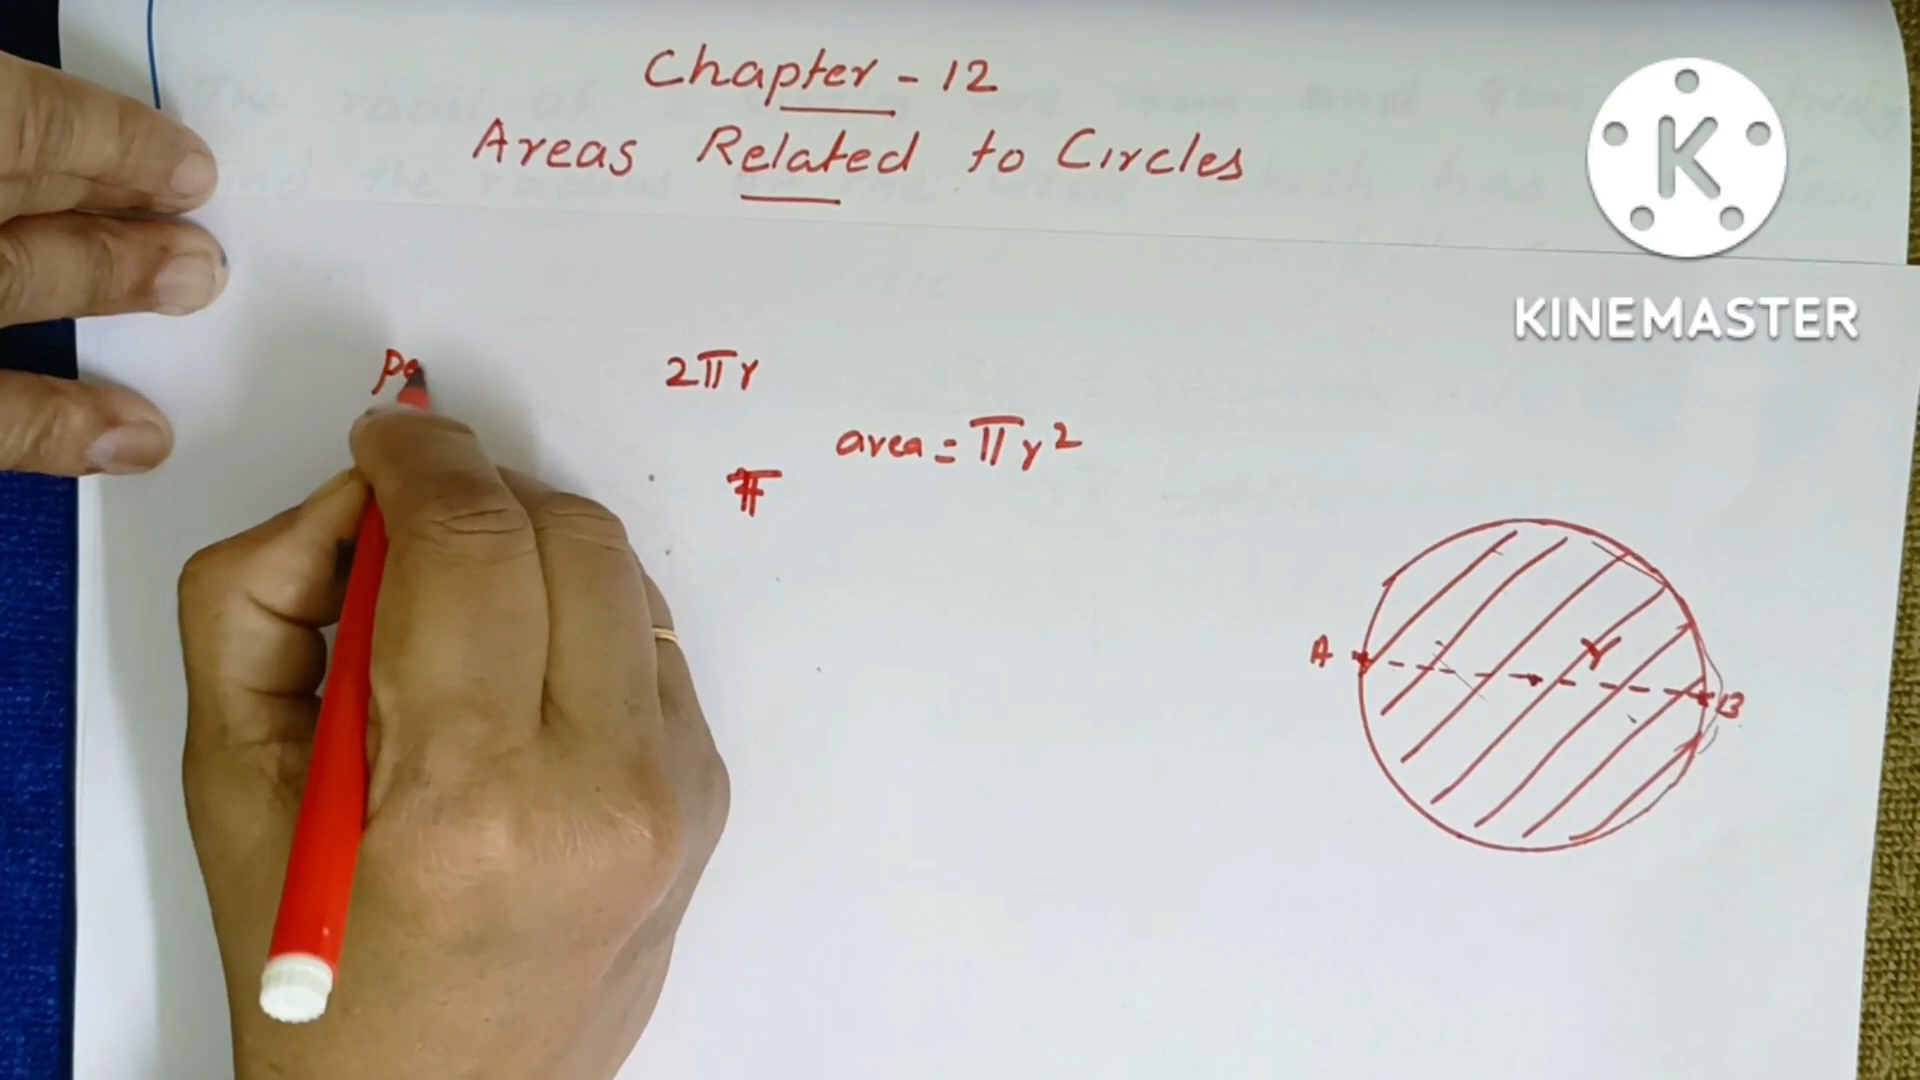 Chapter - 12
Areas Related to Circles
K
KINEMASTER
Pe
2πr
area = πr2
π
r
A
B